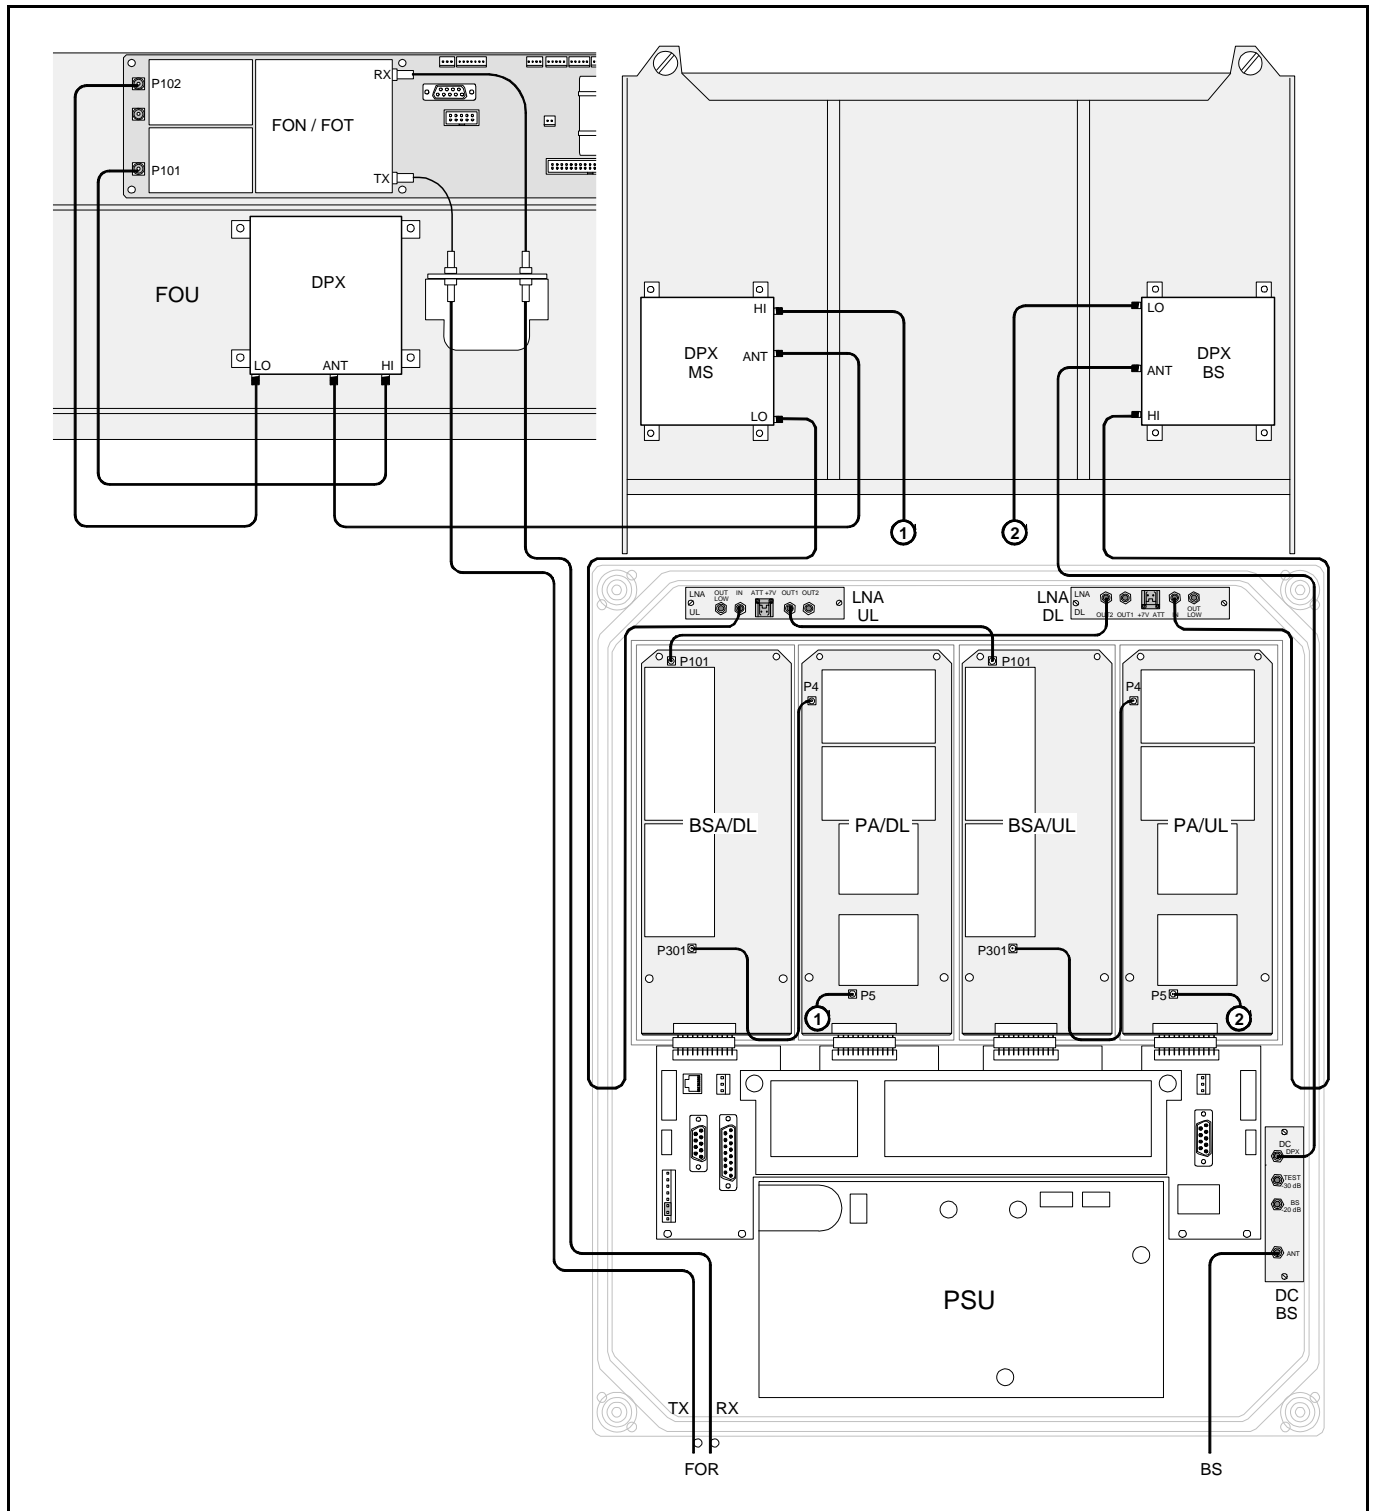 P102
RX
FON / FOT
P101
TX
FOU
DPX
LO
ANT
HI
DPX
MS
HI
ANT
LO
DPX
BS
LO
ANT
HI
1
2
LNA
UL
OUT
LOW
IN
ATT
+7V
OUT1
OUT2
LNA
UL
LNA
DL
LNA
DL
OUT2
OUT1
+7V
ATT
IN
OUT
LOW
P101
P4
P101
P4
BSA/DL
PA/DL
BSA/UL
PA/UL
P301
P5
P301
P5
1
2
DC
DPX
TEST
-30 dB
BS
-20 dB
ANT
DC
BS
PSU
TX
RX
FOR
BS